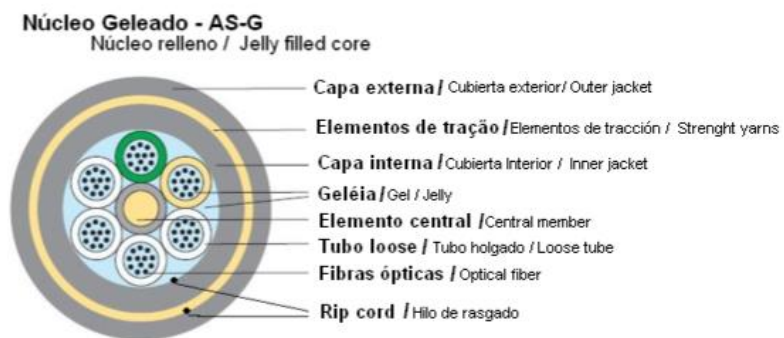 Núcleo Geleado - AS-G
Núcleo relleno / Jelly filled core
Capa externa / Cubierta exterior/ Outer jacket
Elementos de tração / Elementos de tracción / Strenght yarns
Capa interna / Cubierta Interior / Inner jacket
Geléia / Gel / Jelly
Elemento central / Central member
Tubo loose / Tubo holgado / Loose tube
Fibras ópticas / Optical fiber
Rip cord / Hilo de rasgado